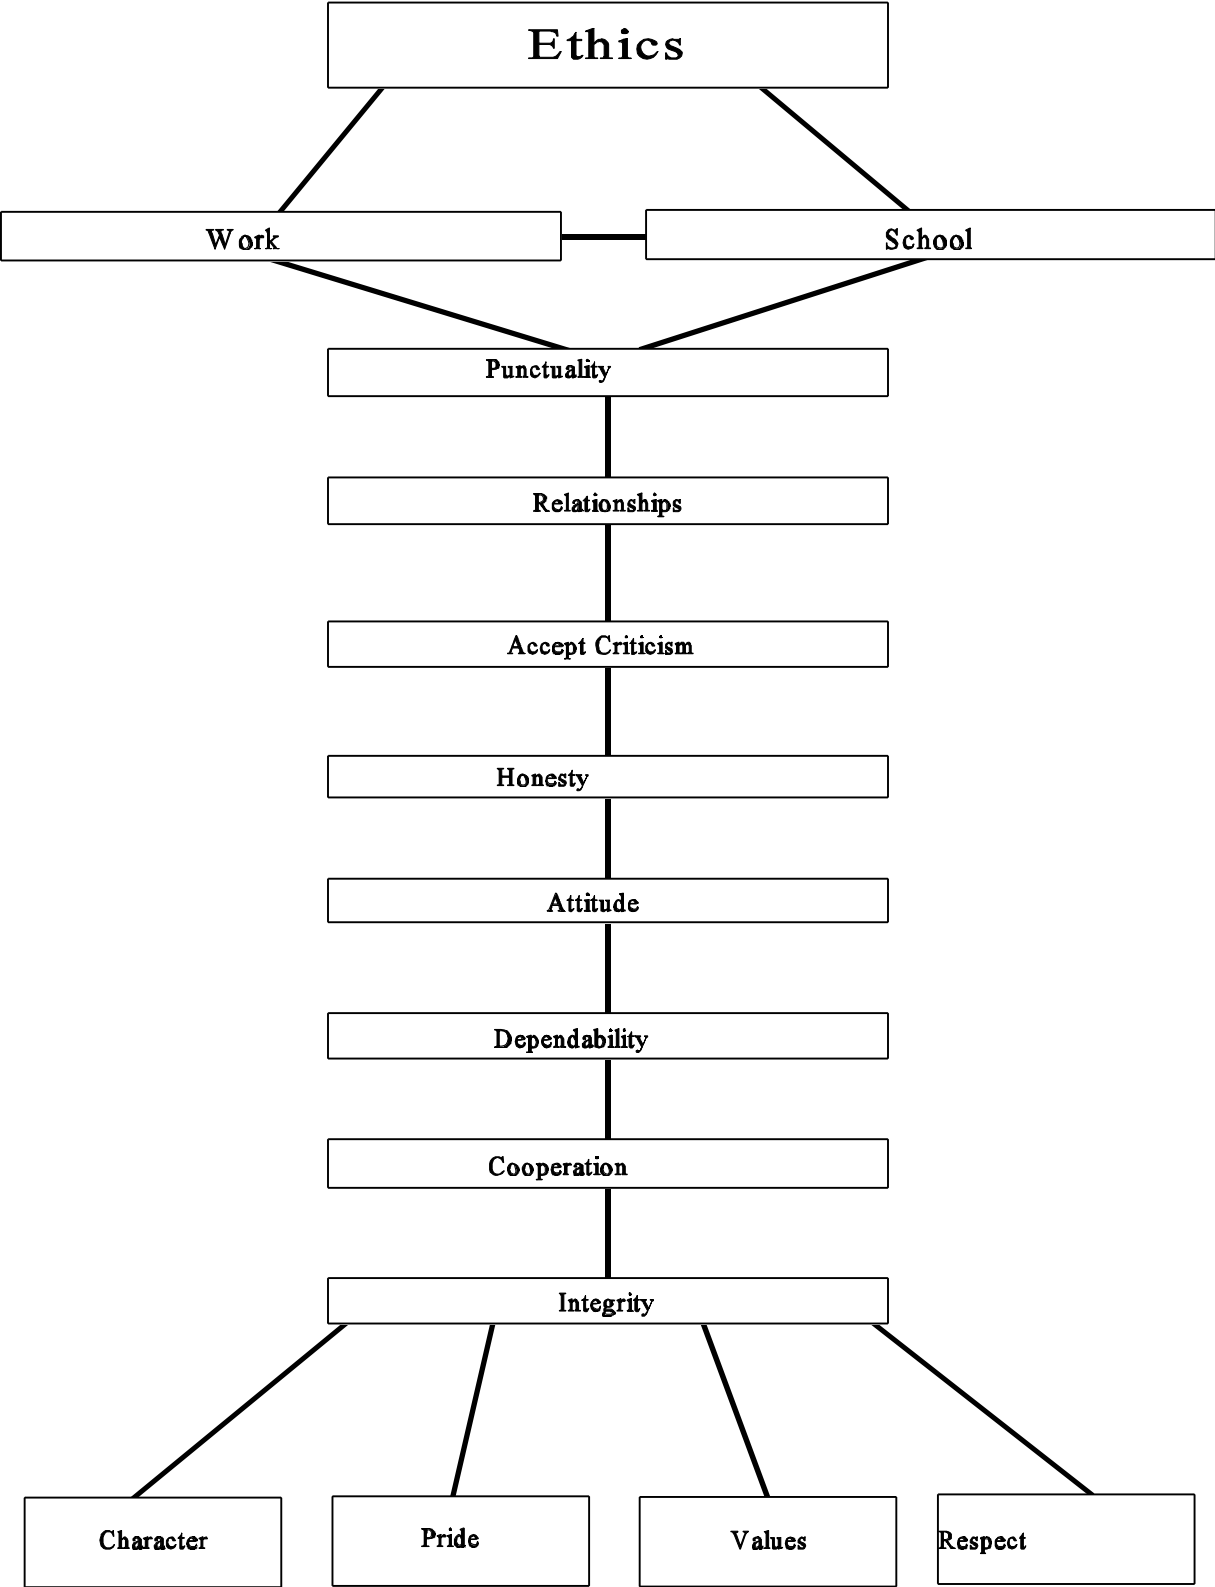 Ethics
Work
School
Punctuality
Relationships
Accept Criticism
Honesty
Attitude
Dependability
Cooperation
Integrity
Character
Pride
Values
Respect